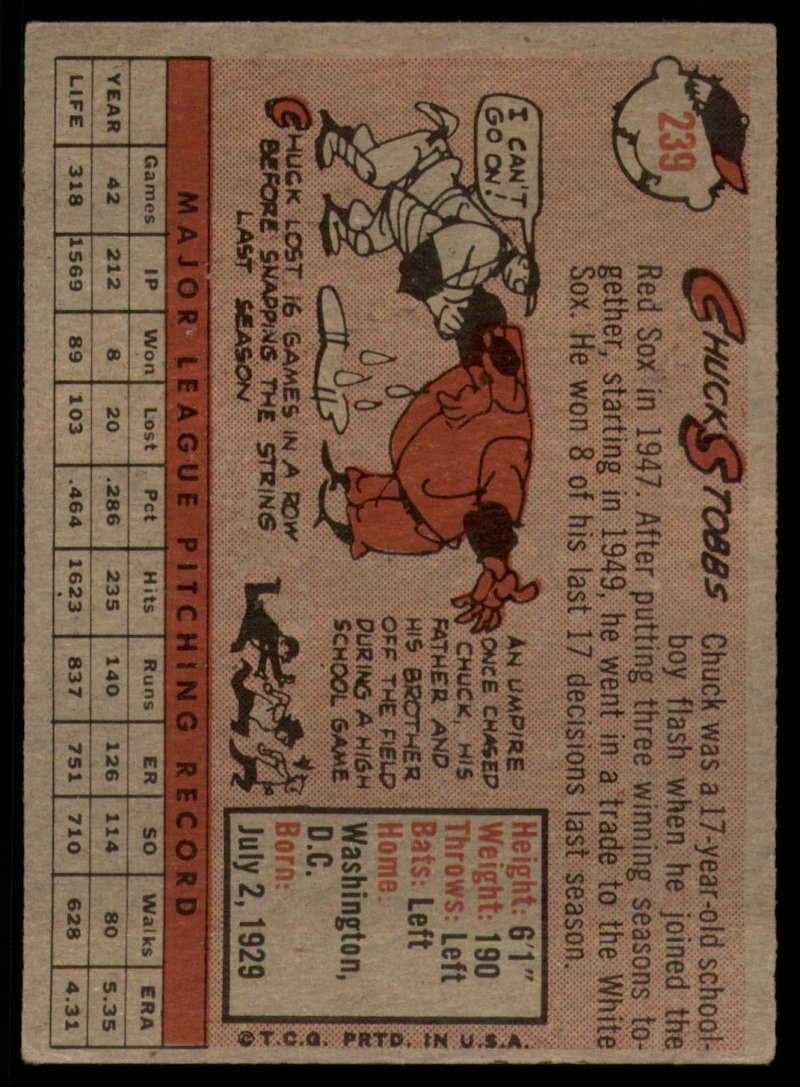 239
CHUCK STOBBS
Chuck was a 17-year-old school-
boy flash when he joined the
Red Sox in 1947. After putting three winning seasons to-
gether, starting in 1949, he went in a trade to the White
Sox. He won 8 of his last 17 decisions last season.
I CAN'T
GO ON!
CHUCK LOST 16 GAMES IN A ROW
BEFORE SNAPPING THE STRING
LAST SEASON
AN UMPIRE
ONCE CHASED
CHUCK, HIS
FATHER AND
HIS BROTHER
OFF THE FIELD
DURING A HIGH
SCHOOL GAME
Height: 6'1"
Weight: 190
Throws: Left
Bats: Left
Home:
Washington,
D.C.
Born:
July 2, 1929
©T.C.G. PRTD. IN U.S.A.
MAJOR LEAGUE PITCHING RECORD
Games IP Won Lost Pct Hits Runs ER SO Walks ERA
YEAR 42 212 8 20 .286 235 140 126 114 80 5.35
LIFE 318 1569 89 103 .464 1623 837 751 710 628 4.31